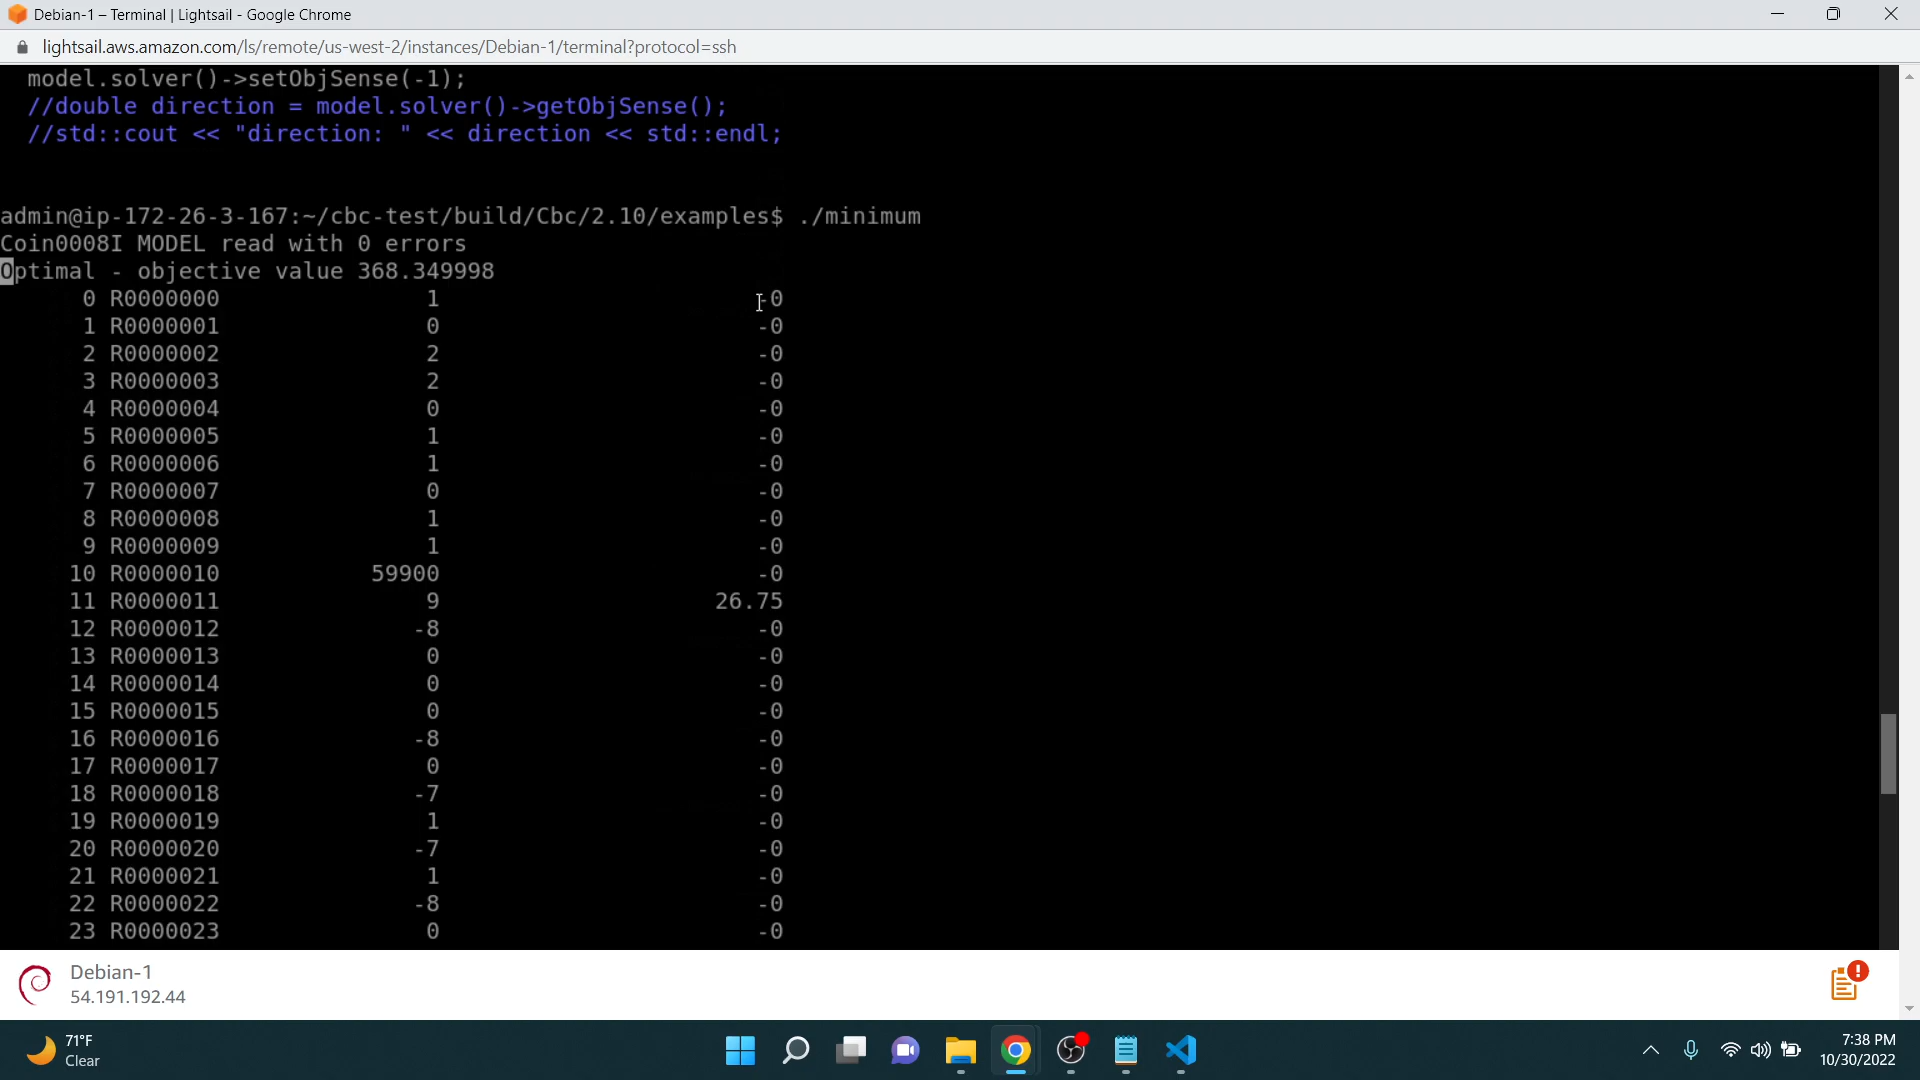 Debian-1 – Terminal | Lightsail - Google Chrome
lightsail.aws.amazon.com/ls/remote/us-west-2/instances/Debian-1/terminal?protocol=ssh
model.solver()->setObjSense(-1);
//double direction = model.solver()->getObjSense();
//std::cout << "direction: " << direction << std::endl;
admin@ip-172-26-3-167:~/cbc-test/build/Cbc/2.10/examples$ ./minimum
Coin0008I MODEL read with 0 errors
Optimal - objective value 368.349998
0 R0000000 1 -0
1 R0000001 0 -0
2 R0000002 2 -0
3 R0000003 2 -0
4 R0000004 0 -0
5 R0000005 1 -0
6 R0000006 1 -0
7 R0000007 0 -0
8 R0000008 1 -0
9 R0000009 1 -0
10 R0000010 59900 -0
11 R0000011 9 26.75
12 R0000012 -8 -0
13 R0000013 0 -0
14 R0000014 0 -0
15 R0000015 0 -0
16 R0000016 -8 -0
17 R0000017 0 -0
18 R0000018 -7 -0
19 R0000019 1 -0
20 R0000020 -7 -0
21 R0000021 1 -0
22 R0000022 -8 -0
23 R0000023 0 -0
Debian-1
54.191.192.44
71°F
Clear
7:38 PM
10/30/2022